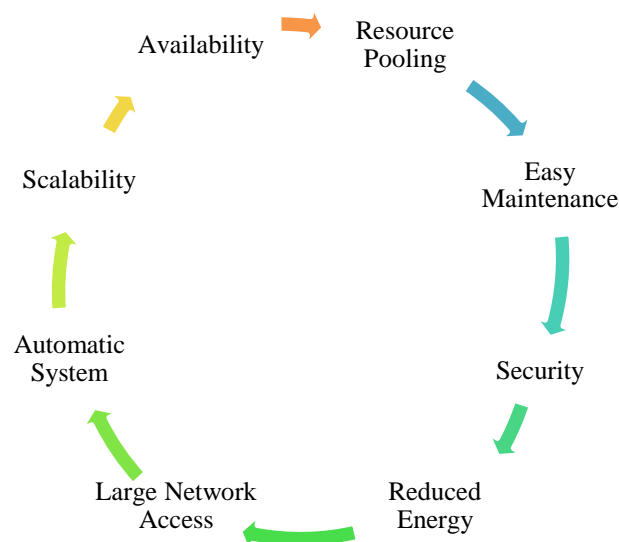 Availability
Resource
Pooling
Easy
Maintenance
Security
Reduced
Energy
Large Network
Access
Automatic
System
Scalability